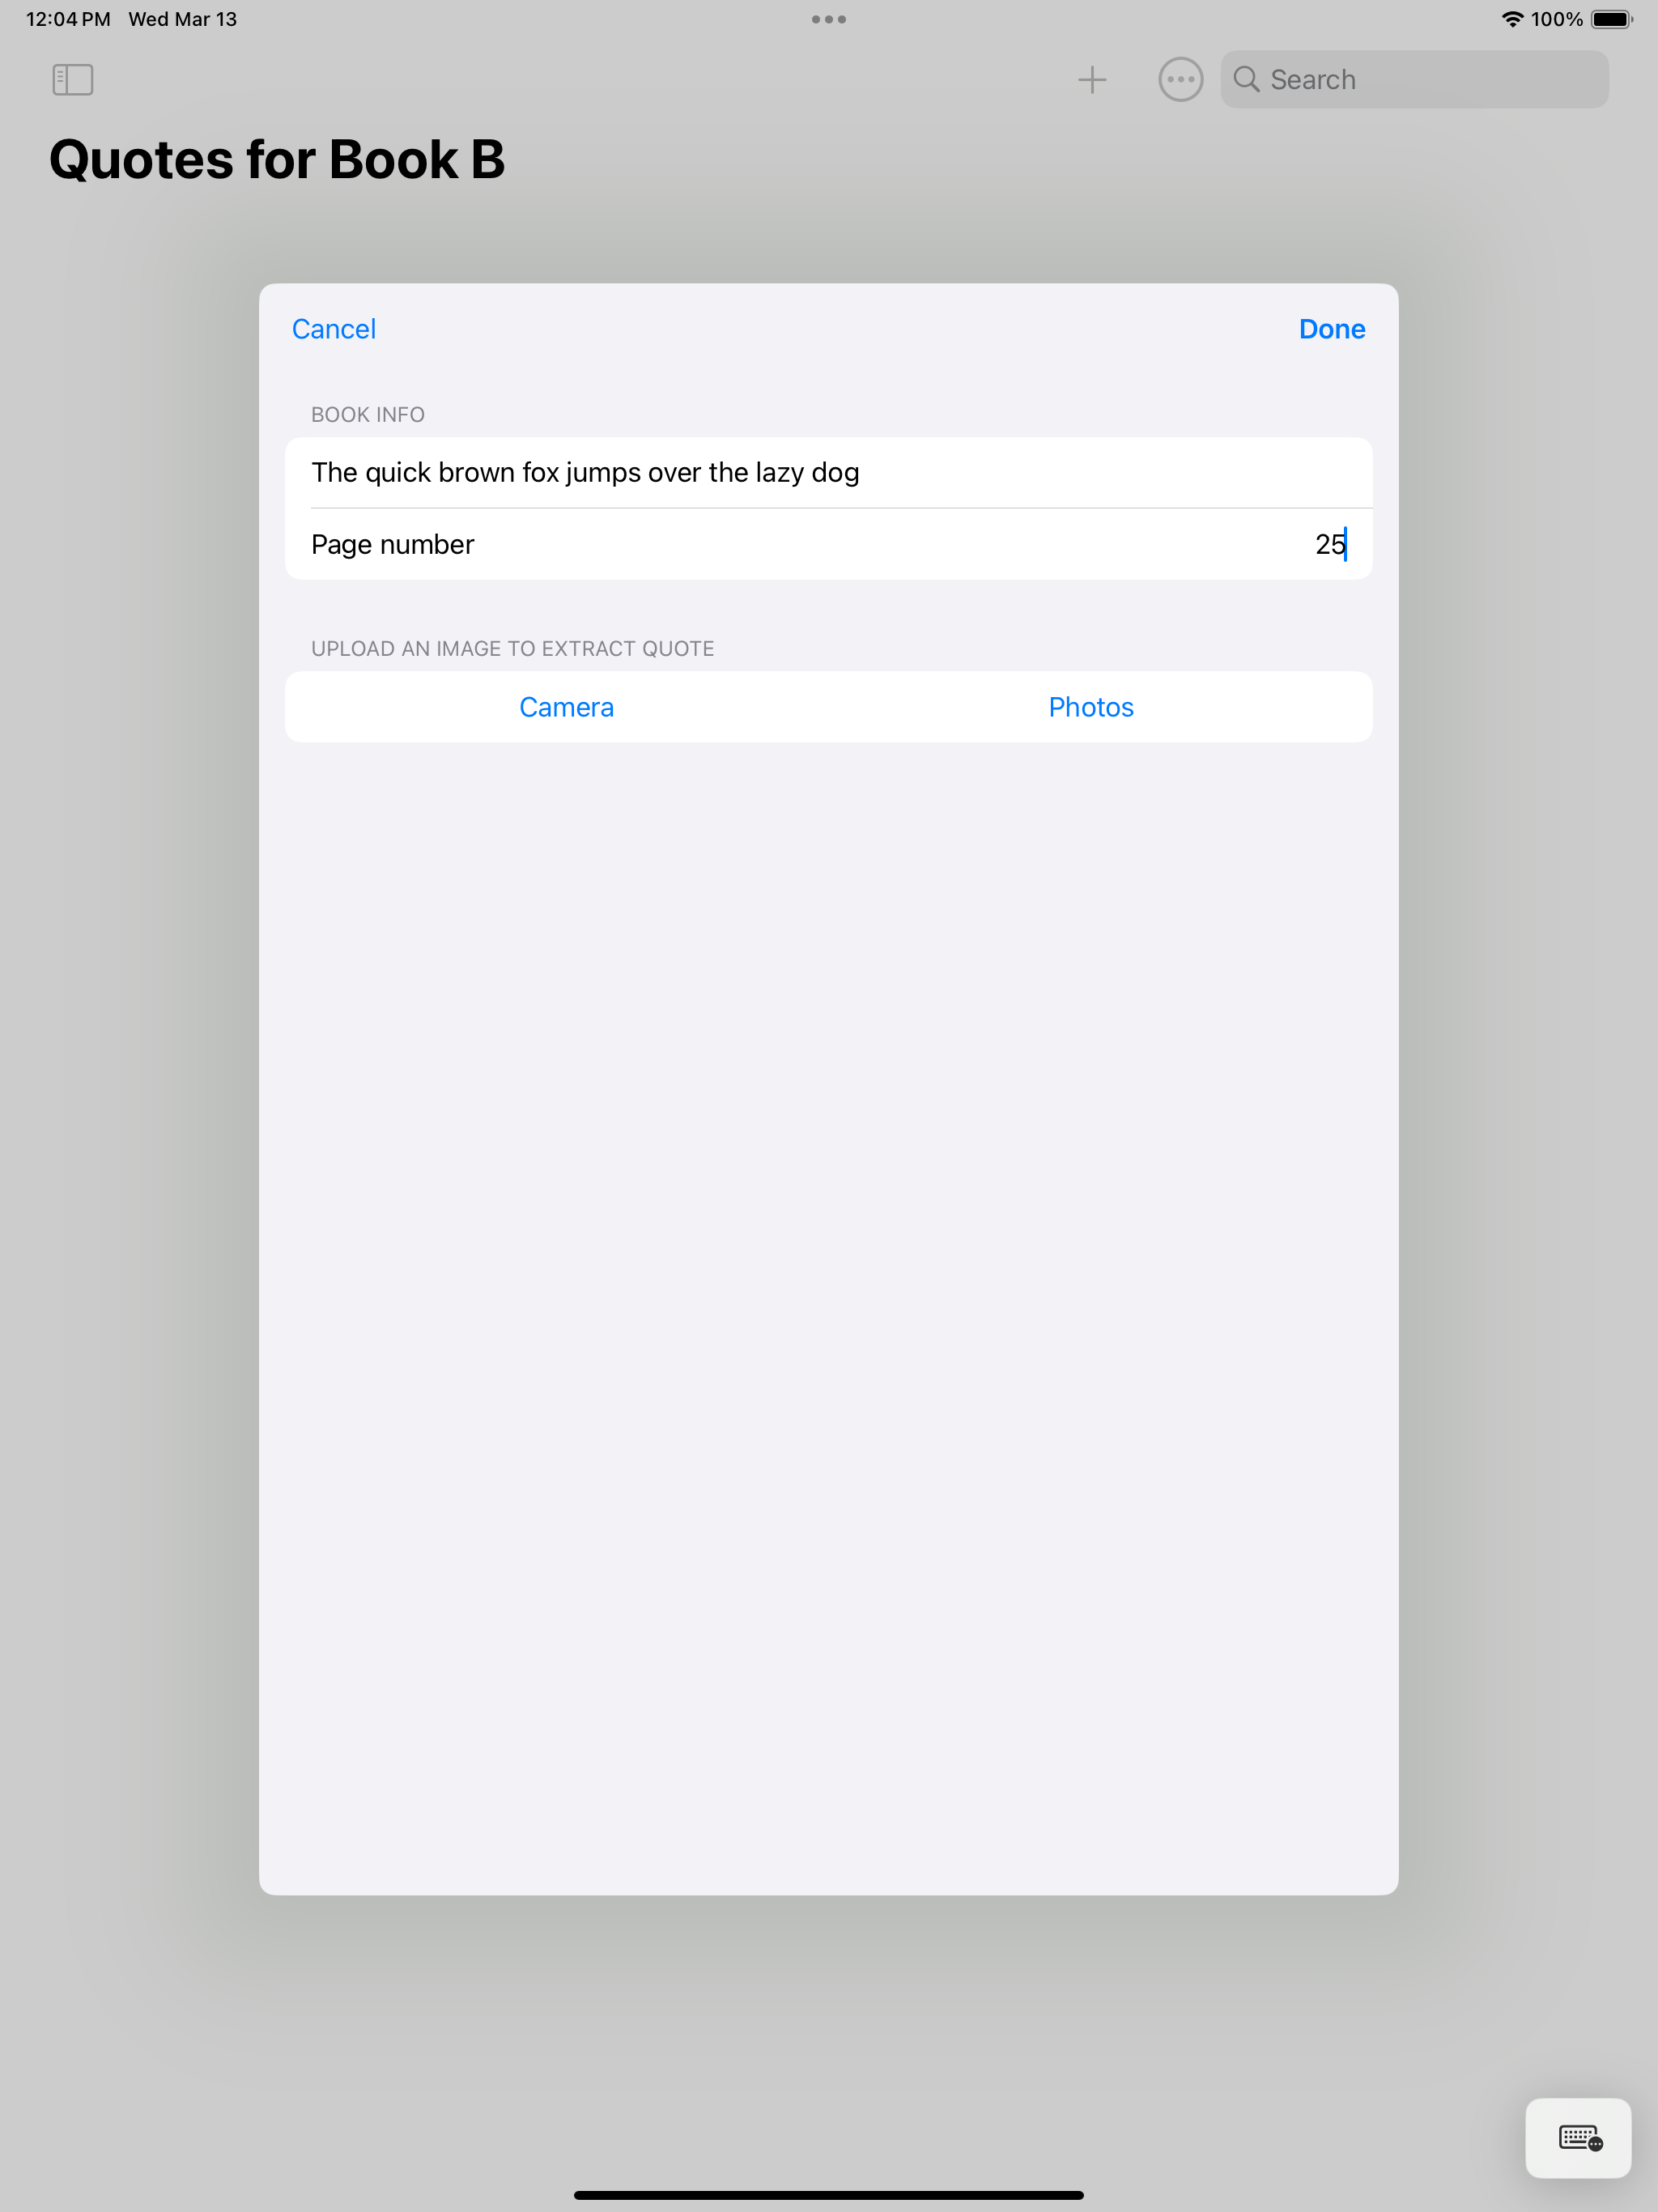 12:04 PM Wed Mar 13 100%
Search
Quotes for Book B
Cancel Done
BOOK INFO
The quick brown fox jumps over the lazy dog
Page number 25
UPLOAD AN IMAGE TO EXTRACT QUOTE
Camera Photos